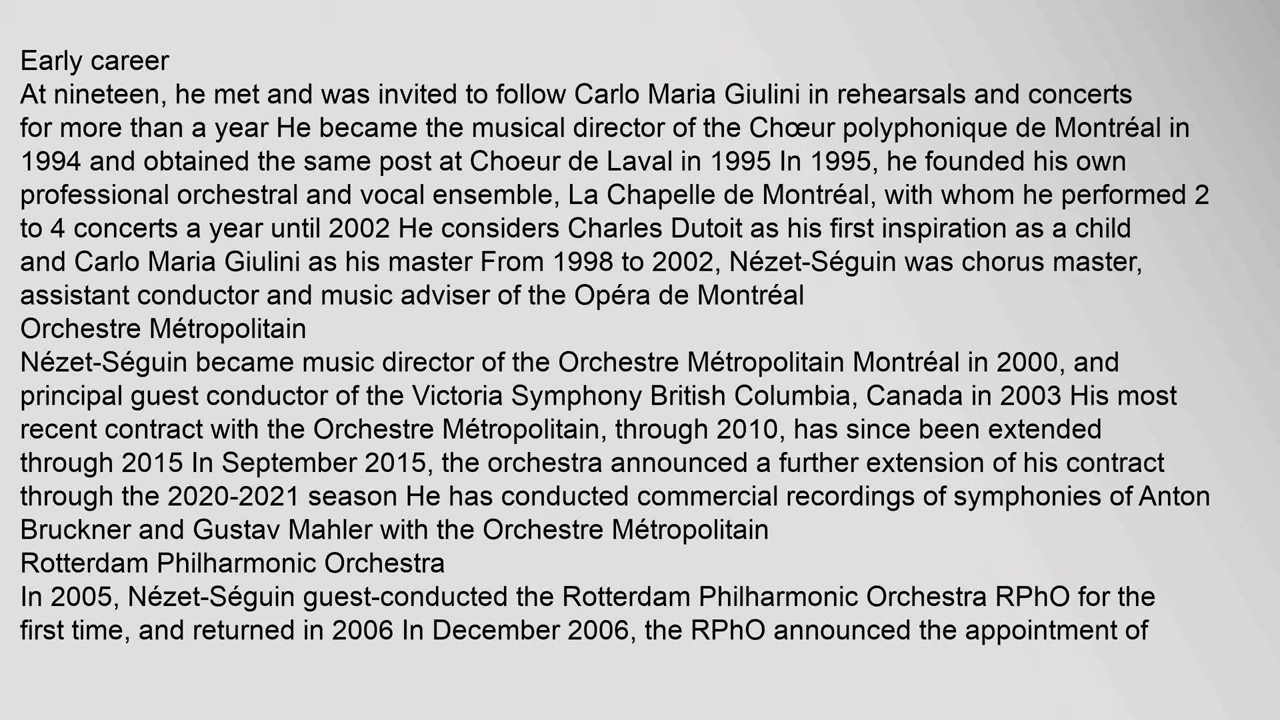 Early career
At nineteen, he met and was invited to follow Carlo Maria Giulini in rehearsals and concerts
for more than a year He became the musical director of the Chœur polyphonique de Montréal in
1994 and obtained the same post at Choeur de Laval in 1995 In 1995, he founded his own
professional orchestral and vocal ensemble, La Chapelle de Montréal, with whom he performed 2
to 4 concerts a year until 2002 He considers Charles Dutoit as his first inspiration as a child
and Carlo Maria Giulini as his master From 1998 to 2002, Nézet-Séguin was chorus master,
assistant conductor and music adviser of the Opéra de Montréal
Orchestre Métropolitain
Nézet-Séguin became music director of the Orchestre Métropolitain Montréal in 2000, and
principal guest conductor of the Victoria Symphony British Columbia, Canada in 2003 His most
recent contract with the Orchestre Métropolitain, through 2010, has since been extended
through 2015 In September 2015, the orchestra announced a further extension of his contract
through the 2020-2021 season He has conducted commercial recordings of symphonies of Anton
Bruckner and Gustav Mahler with the Orchestre Métropolitain
Rotterdam Philharmonic Orchestra
In 2005, Nézet-Séguin guest-conducted the Rotterdam Philharmonic Orchestra RPhO for the
first time, and returned in 2006 In December 2006, the RPhO announced the appointment of